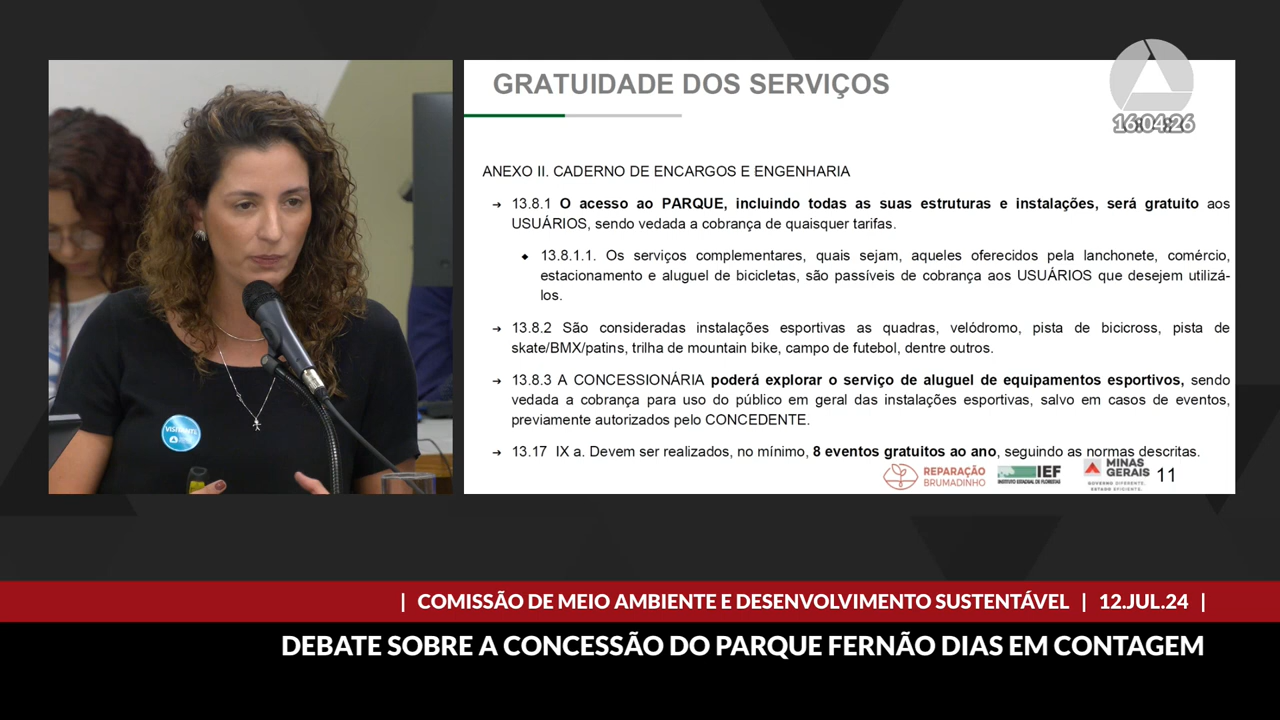 GRATUIDADE DOS SERVIÇOS
16:04:26
ANEXO II. CADERNO DE ENCARGOS E ENGENHARIA
→ 13.8.1 O acesso ao PARQUE, incluindo todas as suas estruturas e instalações, será gratuito aos
USUÁRIOS, sendo vedada a cobrança de quaisquer tarifas.
◆ 13.8.1.1. Os serviços complementares, quais sejam, aqueles oferecidos pela lanchonete, comércio,
estacionamento e aluguel de bicicletas, são passíveis de cobrança aos USUÁRIOS que desejem utilizá-
los.
→ 13.8.2 São consideradas instalações esportivas as quadras, velódromo, pista de bicicross, pista de
skate/BMX/patins, trilha de mountain bike, campo de futebol, dentre outros.
→ 13.8.3 A CONCESSIONÁRIA poderá explorar o serviço de aluguel de equipamentos esportivos, sendo
vedada a cobrança para uso do público em geral das instalações esportivas, salvo em casos de eventos,
previamente autorizados pelo CONCEDENTE.
→ 13.17 IX a. Devem ser realizados, no mínimo, 8 eventos gratuitos ao ano, seguindo as normas descritas.
REPARAÇÃO
BRUMADINHO
IEF
INSTITUTO ESTADUAL DE FLORESTAS
MINAS
GERAIS
GOVERNO DIFERENTE.
ESTADO EFICIENTE.
11
| COMISSÃO DE MEIO AMBIENTE E DESENVOLVIMENTO SUSTENTÁVEL | 12.JUL.24 |
DEBATE SOBRE A CONCESSÃO DO PARQUE FERNÃO DIAS EM CONTAGEM